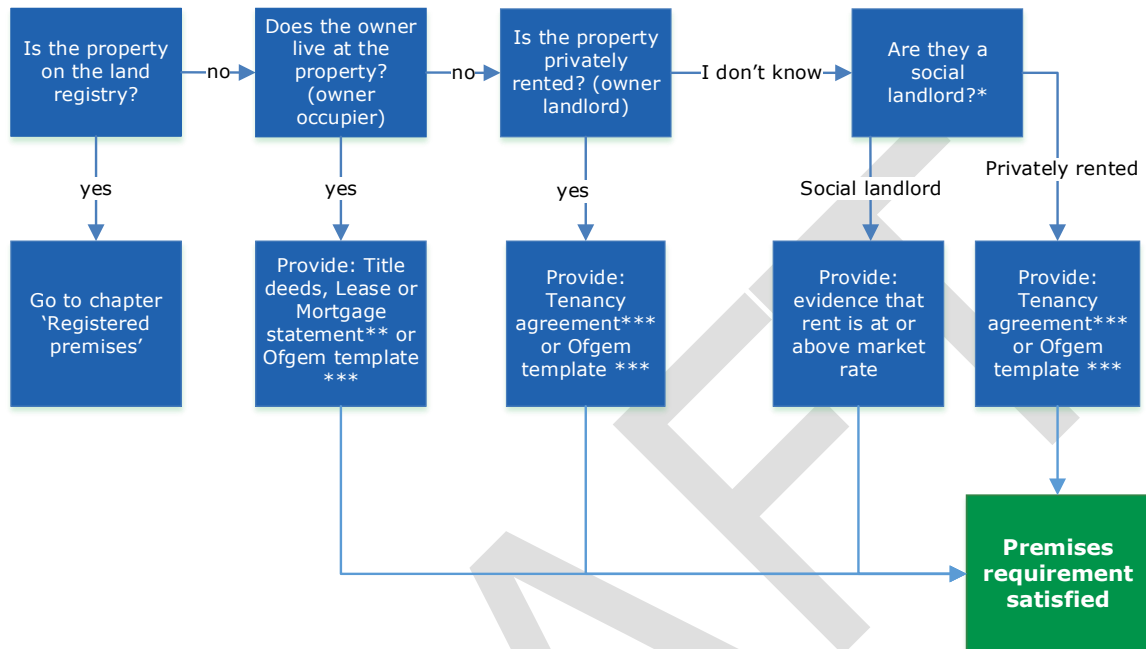 Is the property
on the land
registry?
no
Does the owner
live at the
property?
(owner
occupier)
no
Is the property
privately
rented? (owner
landlord)
I don’t know
Are they a
social
landlord?*
yes
yes
yes
Social landlord
Privately rented
Go to chapter
‘Registered
premises’
Provide: Title
deeds, Lease or
Mortgage
statement** or
Ofgem template
***
Provide:
Tenancy
agreement***
or Ofgem
template ***
Provide:
evidence that
rent is at or
above market
rate
Provide:
Tenancy
agreement***
or Ofgem
template ***
Premises
requirement
satisfied